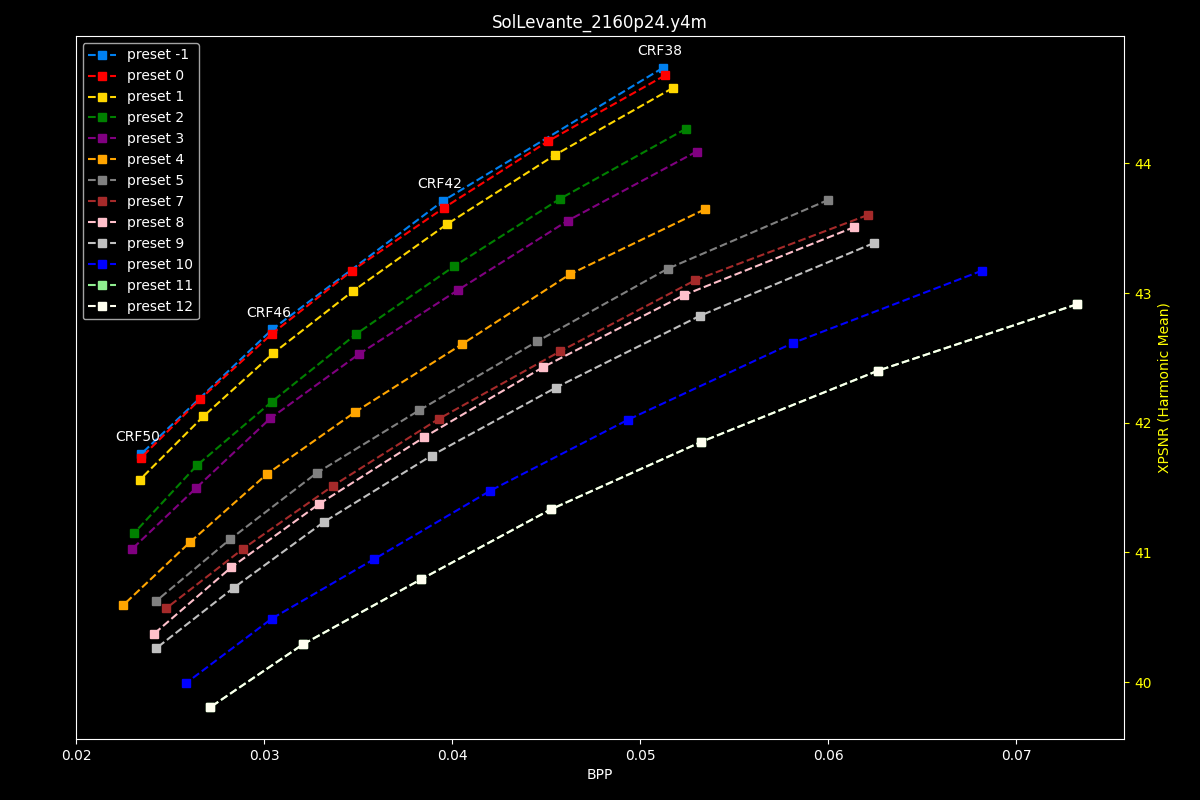 SolLevante_2160p24.y4m
CRF38
preset -1
preset 0
preset 1
preset 2
preset 3
preset 4
preset 5
preset 7
preset 8
preset 9
preset 10
preset 11
preset 12
CRF42
CRF46
CRF50
44
43
42
41
40
XPSNR (Harmonic Mean)
0.02 0.03 0.04 0.05 0.06 0.07
BPP